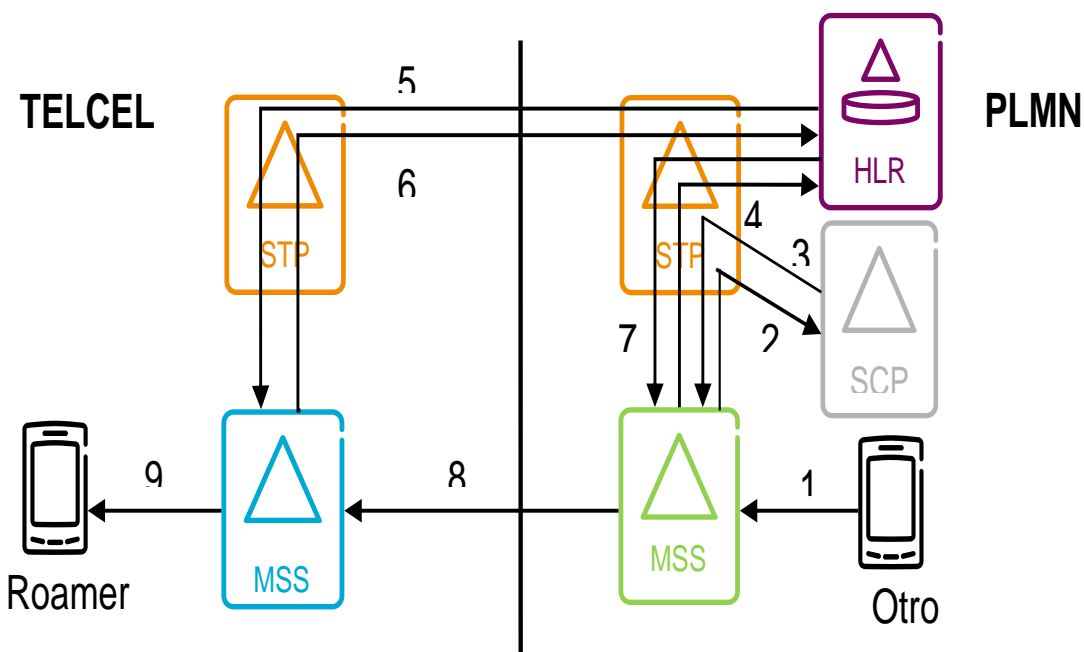 5
TELCEL
PLMN
HLR
6
4
STP
STP
3
7
2
SCP
9
8
1
MSS
MSS
Roamer
Otro